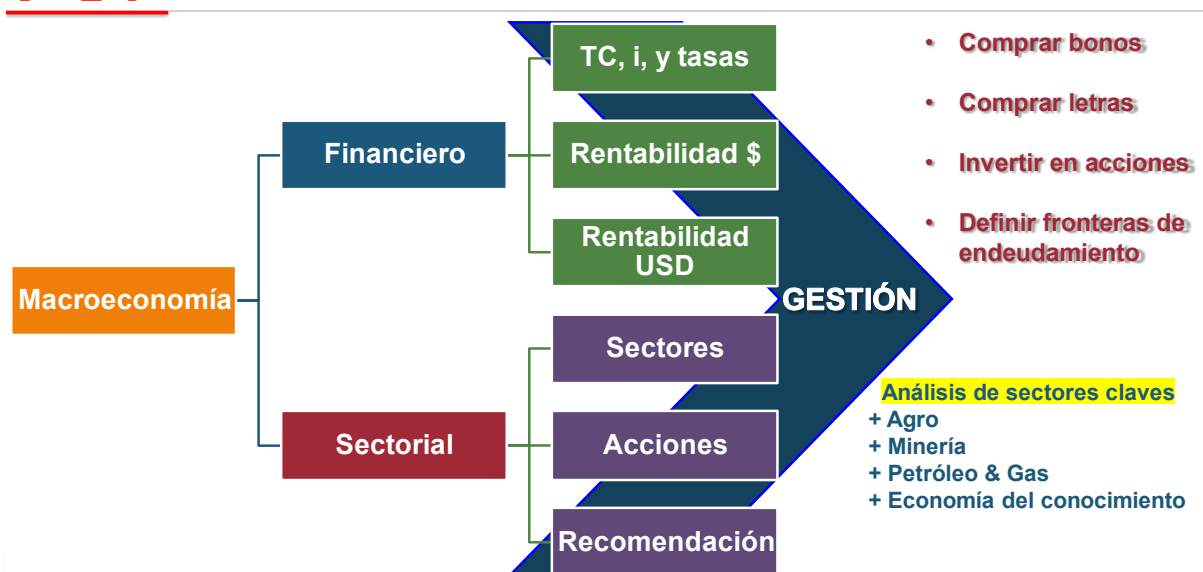 Macroeconomía
Financiero
TC, i, y tasas
Rentabilidad $
Rentabilidad
USD
Sectorial
Sectores
Acciones
Recomendación
GESTIÓN
• Comprar bonos
• Comprar letras
• Invertir en acciones
• Definir fronteras de
endeudamiento
Análisis de sectores claves
+ Agro
+ Minería
+ Petróleo & Gas
+ Economía del conocimiento